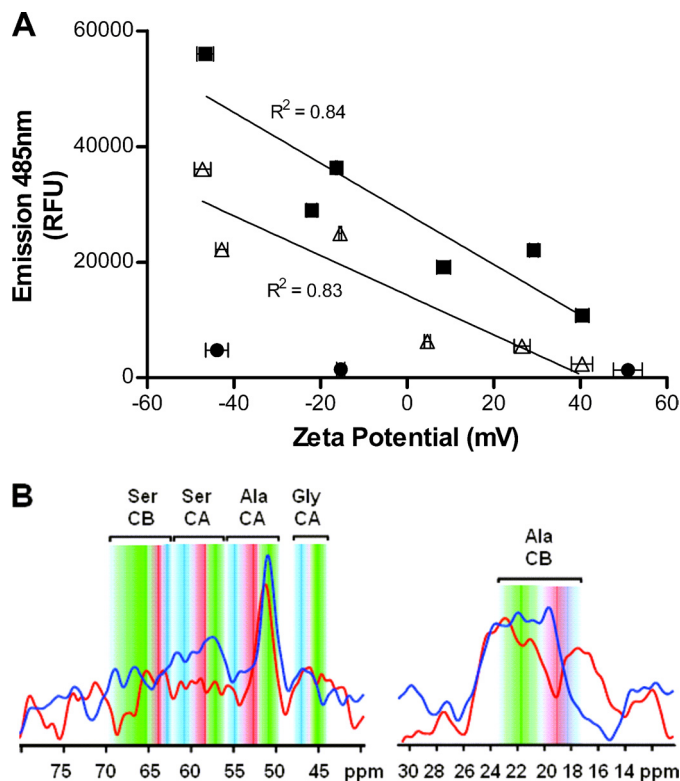 A
60000
40000
20000
0
Emission 485nm
(RFU)
R² = 0.84
R² = 0.83
-60 -40 -20 0 20 40 60
Zeta Potential (mV)
B
Ser Ser Ala Gly
CB CA CA CA
Ala
CB
75 70 65 60 55 50 45 ppm
30 28 26 24 22 20 18 16 14 ppm